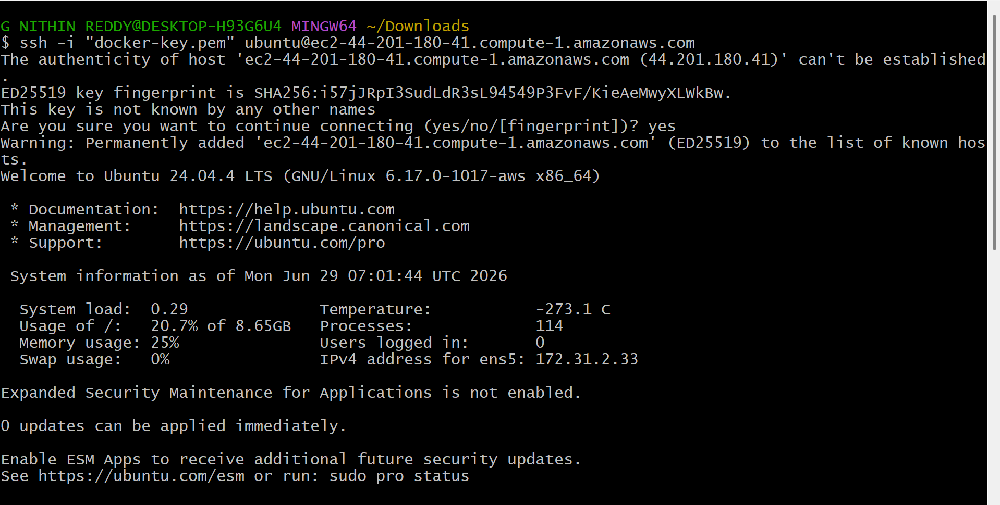 G NITHIN REDDY@DESKTOP-H93G6U4 MINGW64 ~/Downloads
$ ssh -i "docker-key.pem" ubuntu@ec2-44-201-180-41.compute-1.amazonaws.com
The authenticity of host 'ec2-44-201-180-41.compute-1.amazonaws.com (44.201.180.41)' can't be established
.
ED25519 key fingerprint is SHA256:i57jJRpI3SudLdR3sL94549P3FvF/KieAeMwyXLWkBw.
This key is not known by any other names
Are you sure you want to continue connecting (yes/no/[fingerprint])? yes
Warning: Permanently added 'ec2-44-201-180-41.compute-1.amazonaws.com' (ED25519) to the list of known hos
ts.
Welcome to Ubuntu 24.04.4 LTS (GNU/Linux 6.17.0-1017-aws x86_64)

 * Documentation:  https://help.ubuntu.com
 * Management:     https://landscape.canonical.com
 * Support:        https://ubuntu.com/pro

 System information as of Mon Jun 29 07:01:44 UTC 2026

  System load:  0.29              Temperature:           -273.1 C
  Usage of /:   20.7% of 8.65GB   Processes:             114
  Memory usage: 25%               Users logged in:       0
  Swap usage:   0%                IPv4 address for ens5: 172.31.2.33

Expanded Security Maintenance for Applications is not enabled.

0 updates can be applied immediately.

Enable ESM Apps to receive additional future security updates.
See https://ubuntu.com/esm or run: sudo pro status